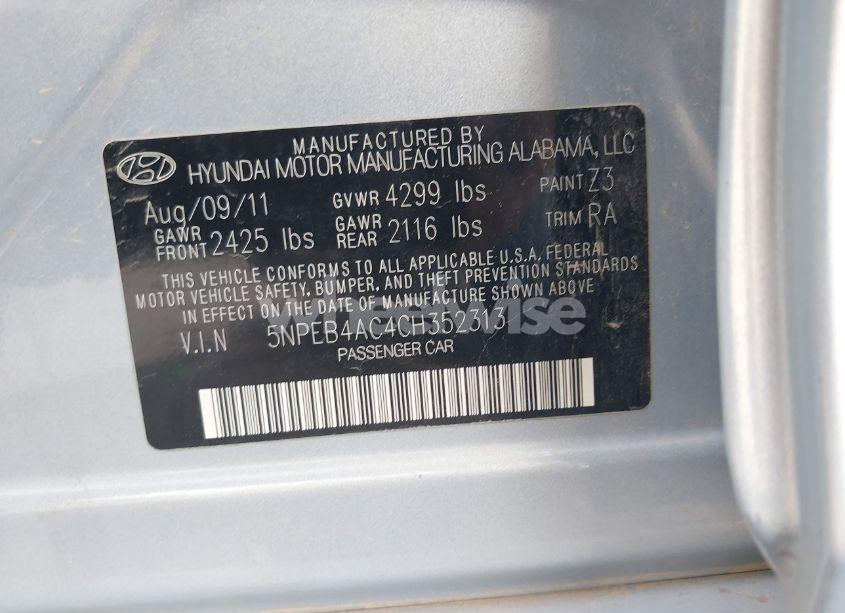 MANUFACTURED BY
HYUNDAI MOTOR MANUFACTURING ALABAMA, LLC
Aug/09/11 GVWR 4299 lbs PAINT Z3
GAWR FRONT 2425 lbs GAWR REAR 2116 lbs TRIM RA
THIS VEHICLE CONFORMS TO ALL APPLICABLE U.S.A. FEDERAL
MOTOR VEHICLE SAFETY, BUMPER, AND THEFT PREVENTION STANDARDS
IN EFFECT ON THE DATE OF MANUFACTURE SHOWN ABOVE
V.I.N 5NPEB4AC4CH352313
PASSENGER CAR